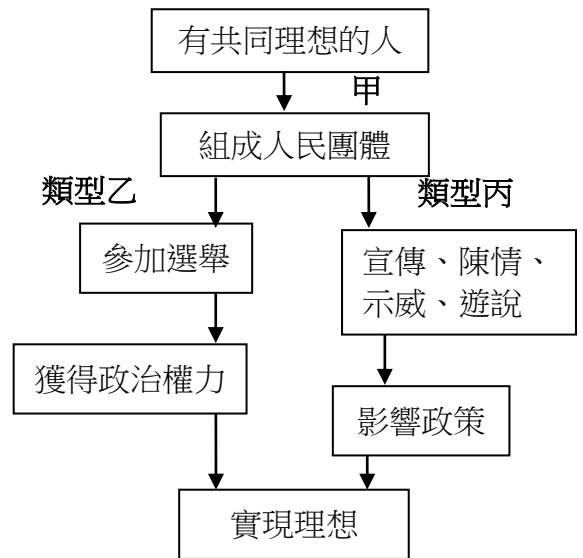 有共同理想的人
甲
組成人民團體
類型乙
類型丙
參加選舉
宣傳、陳情、
示威、遊說
獲得政治權力
影響政策
實現理想